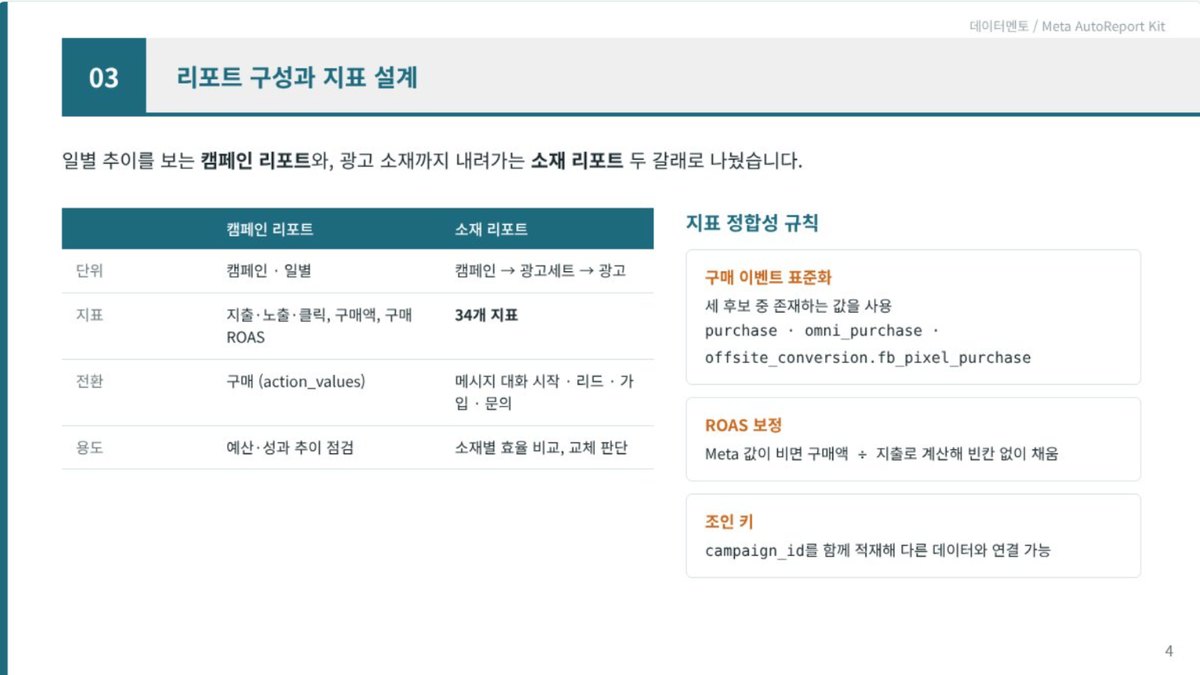 데이터멘토 / Meta AutoReport Kit
03
리포트 구성과 지표 설계
일별 추이를 보는 캠페인 리포트와, 광고 소재까지 내려가는 소재 리포트 두 갈래로 나눴습니다.
캠페인 리포트 소재 리포트
단위 캠페인 · 일별 캠페인 → 광고세트 → 광고
지표 지출·노출·클릭, 구매액, 구매 34개 지표
ROAS
전환 구매 (action_values) 메시지 대화 시작 · 리드 · 가
입 · 문의
용도 예산·성과 추이 점검 소재별 효율 비교, 교체 판단
지표 정합성 규칙
구매 이벤트 표준화
세 후보 중 존재하는 값을 사용
purchase · omni_purchase ·
offsite_conversion.fb_pixel_purchase
ROAS 보정
Meta 값이 비면 구매액 ÷ 지출로 계산해 빈칸 없이 채움
조인 키
campaign_id를 함께 적재해 다른 데이터와 연결 가능
4